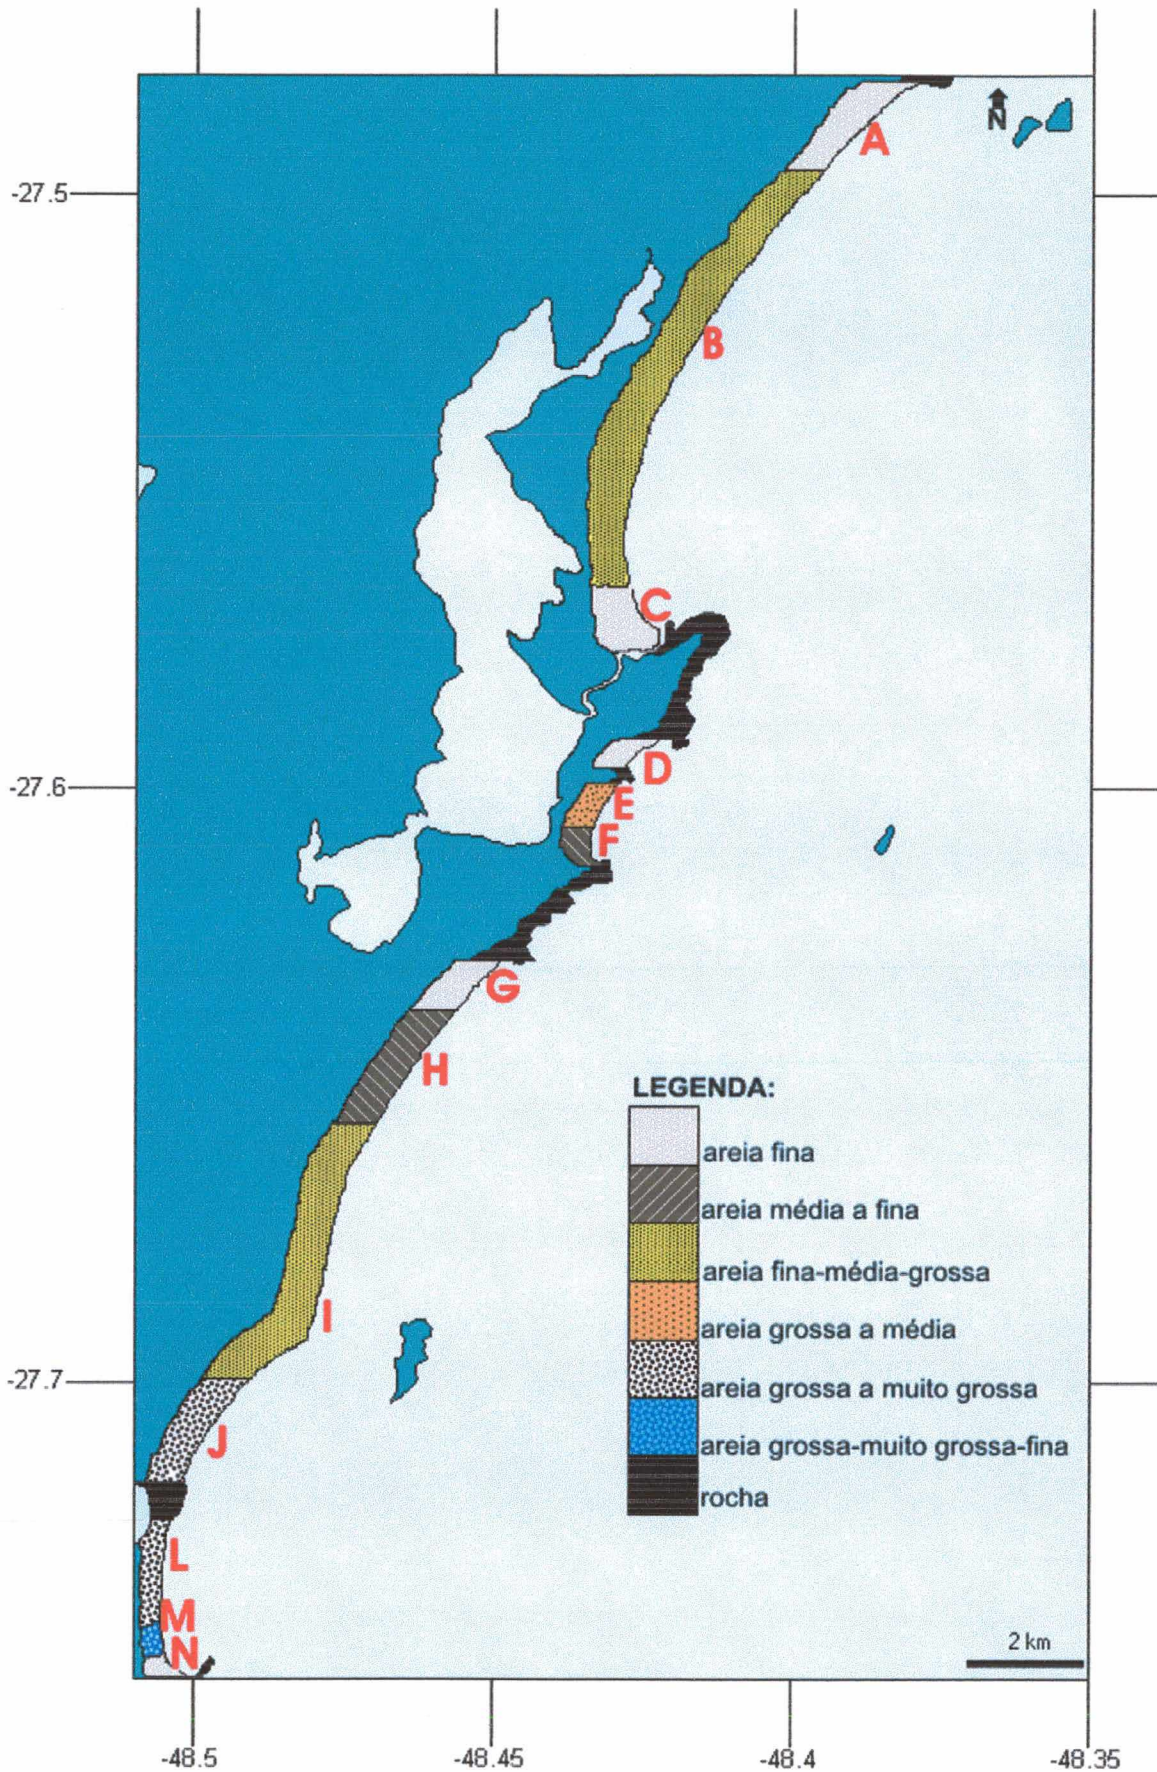 N
A
-27.5
B
C
D
-27.6
E
F
G
H
LEGENDA:
areia fina
areia média a fina
areia fina-média-grossa
I
areia grossa a média
-27.7
areia grossa a muito grossa
J
areia grossa-muito grossa-fina
rocha
L
M
N
2 km
-48.5
-48.45
-48.4
-48.35